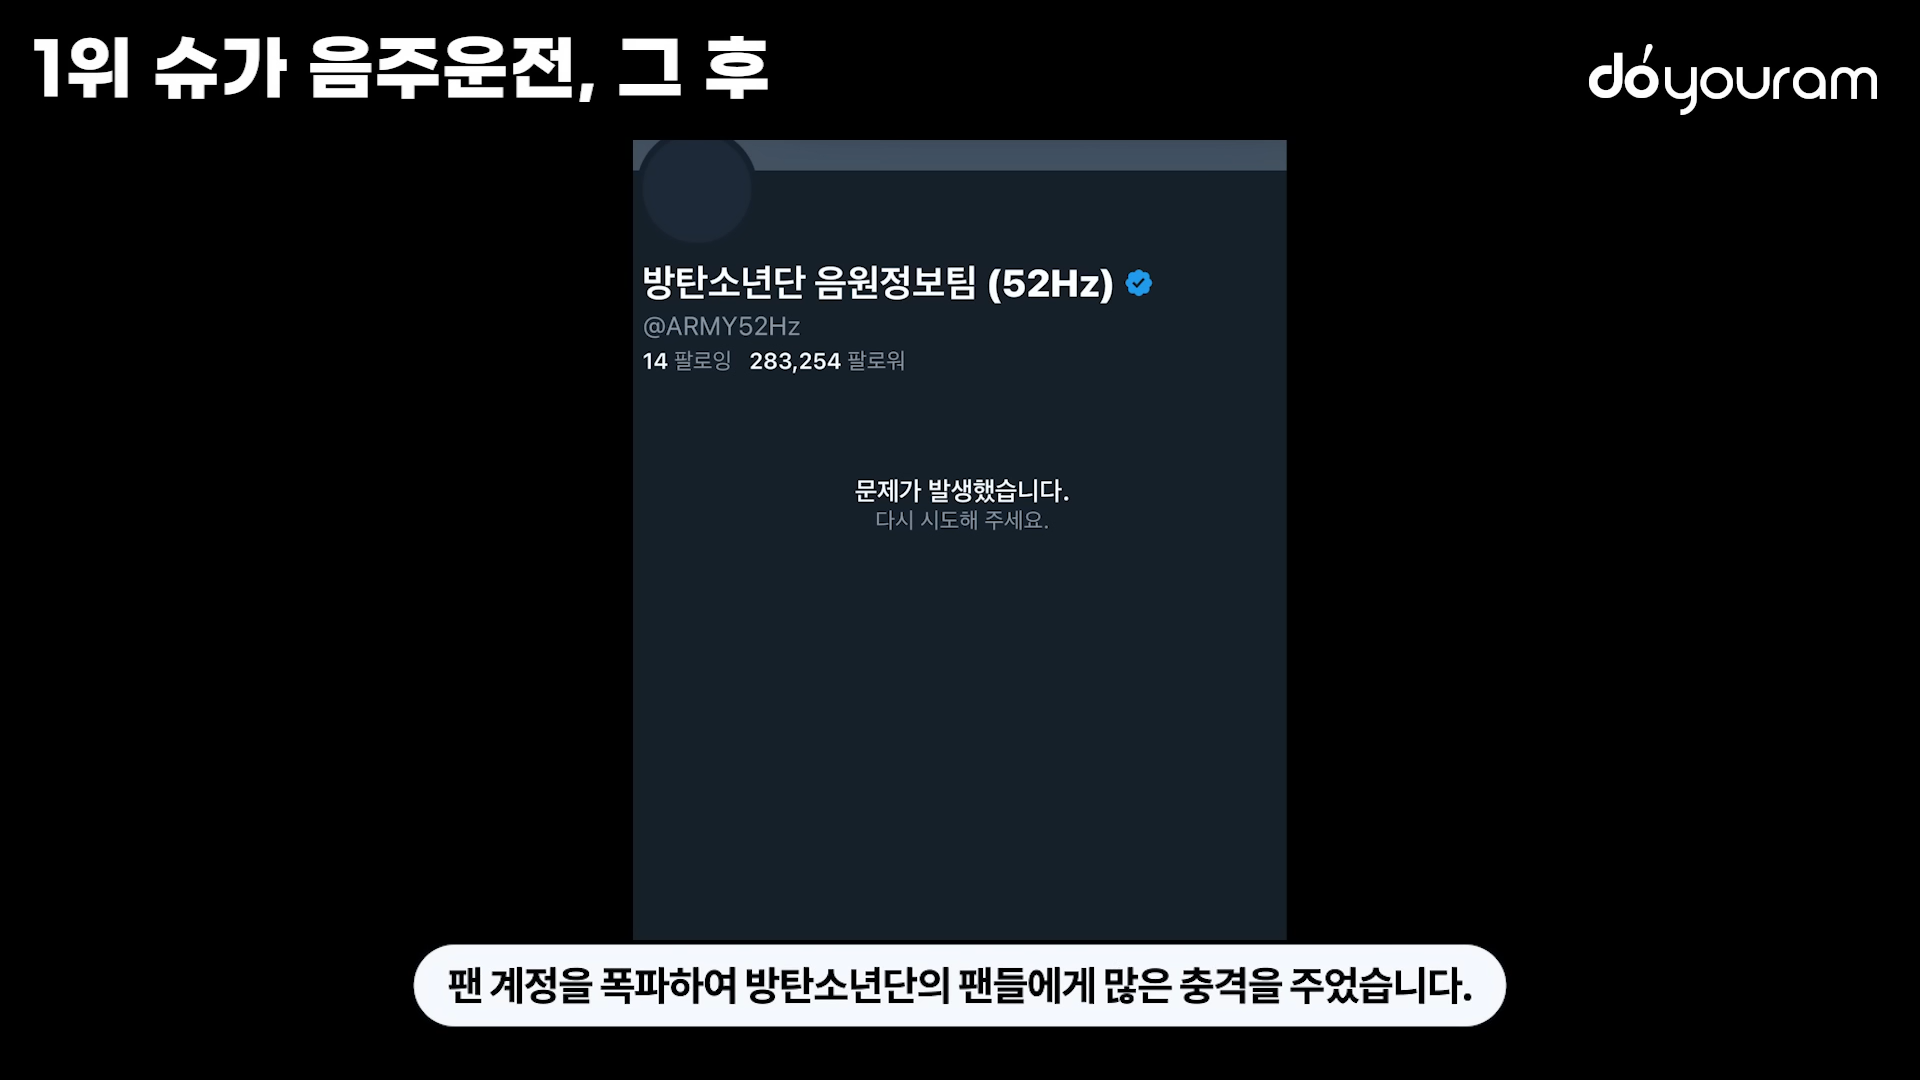 1위 슈가 음주운전, 그 후
doyouram
방탄소년단 음원정보팀 (52Hz)
@ARMY52Hz
14 팔로잉 283,254 팔로워
문제가 발생했습니다.
다시 시도해 주세요.
팬 계정을 폭파하여 방탄소년단의 팬들에게 많은 충격을 주었습니다.